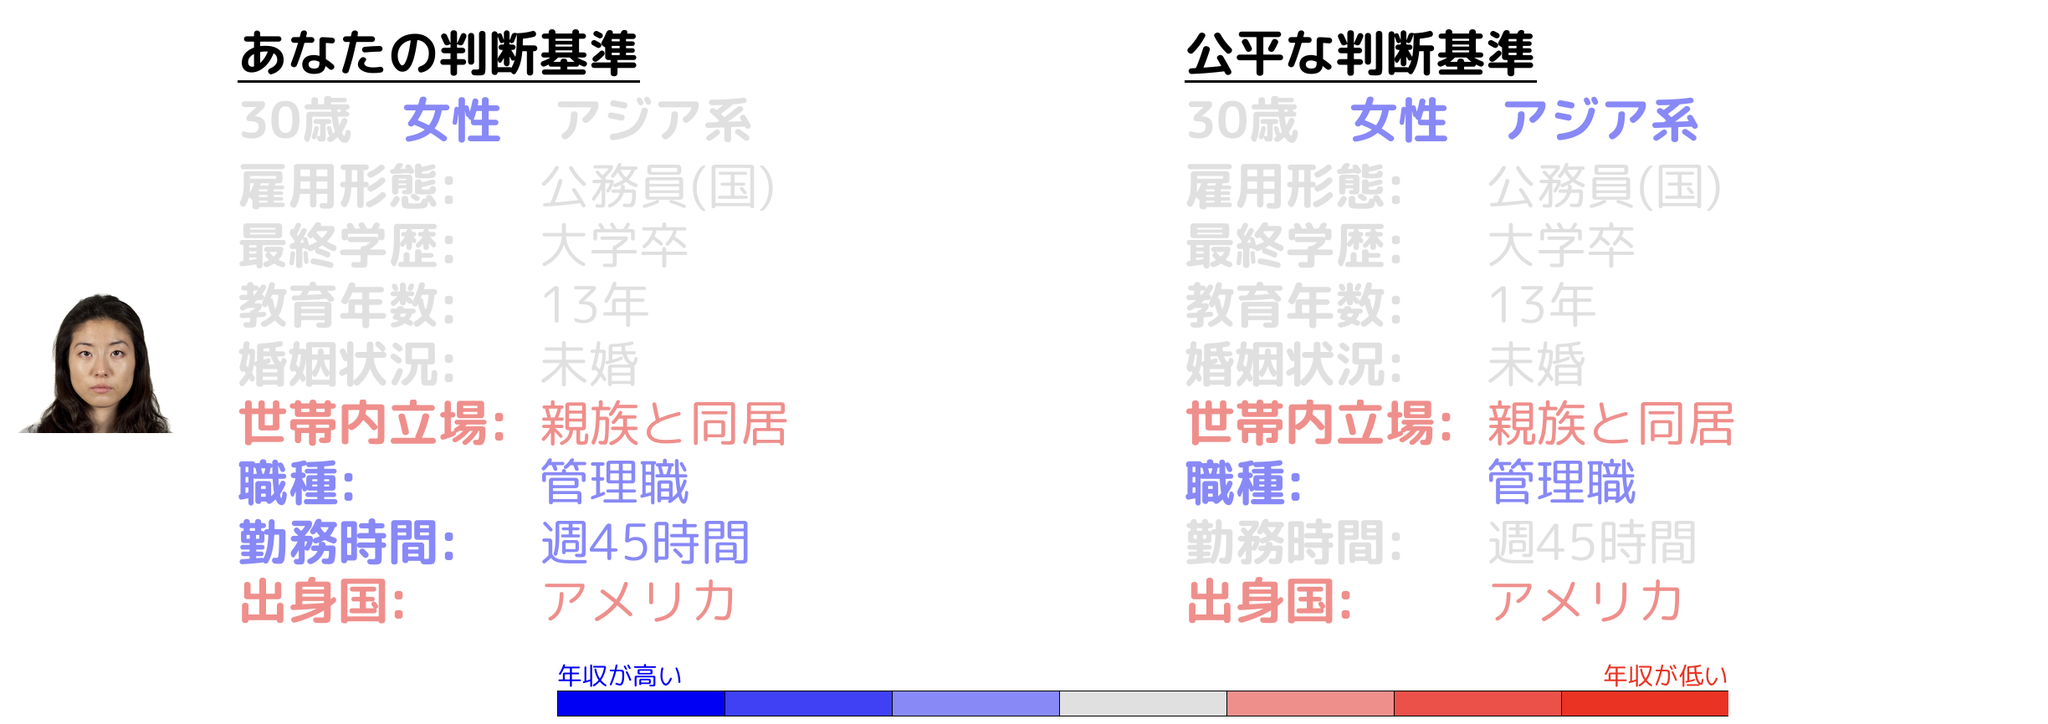 あなたの判断基準
30歳 女性 アジア系
雇用形態: 公務員(国)
最終学歴: 大学卒
教育年数: 13年
婚姻状況: 未婚
世帯内立場: 親族と同居
職種: 管理職
勤務時間: 週45時間
出身国: アメリカ
公平な判断基準
30歳 女性 アジア系
雇用形態: 公務員(国)
最終学歴: 大学卒
教育年数: 13年
婚姻状況: 未婚
世帯内立場: 親族と同居
職種: 管理職
勤務時間: 週45時間
出身国: アメリカ
年収が高い
年収が低い